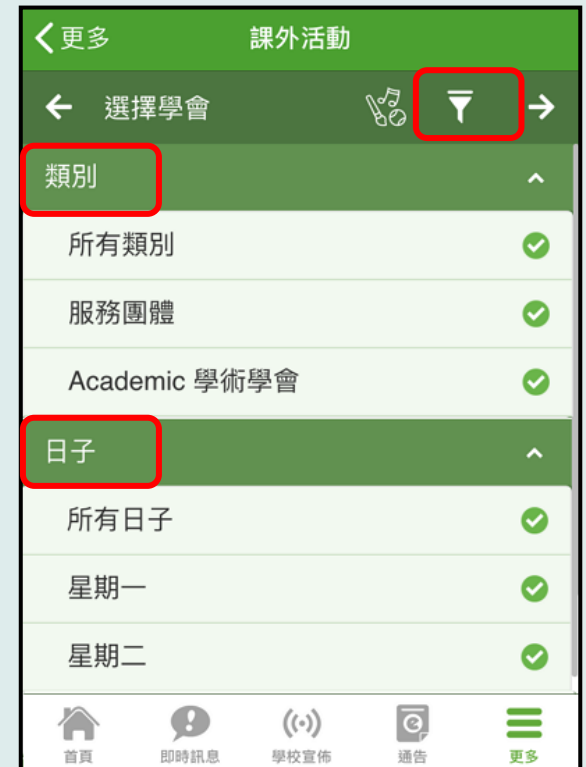 更多 課外活動
選擇學會
類別
所有類別
服務團體
Academic 學術學會
日子
所有日子
星期一
星期二
首頁 即時訊息 學校宣佈 通告 更多